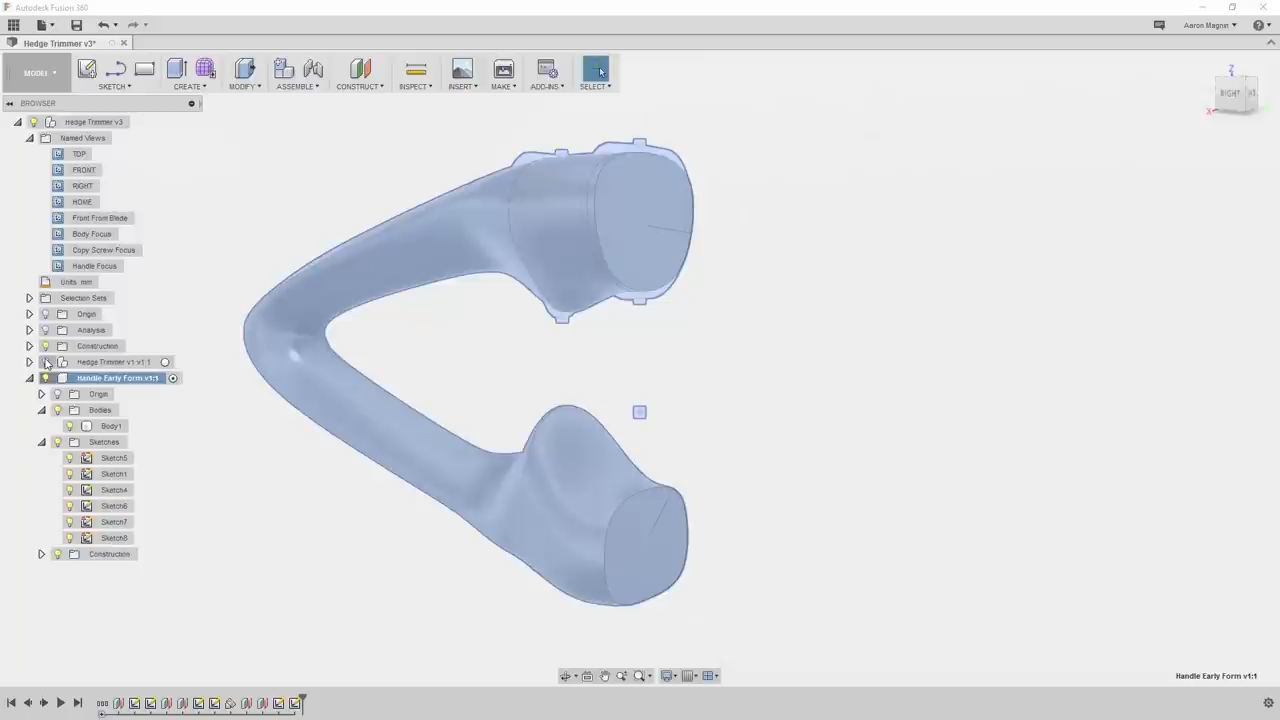 Autodesk Fusion 360
Aaron Magnin
Hedge Trimmer v3*
MODEL
SKETCH
CREATE
MODIFY
ASSEMBLE
CONSTRUCT
INSPECT
INSERT
MAKE
ADD-INS
SELECT
Z
RIGHT
X
BROWSER
Hedge Trimmer v3
Named Views
TOP
FRONT
RIGHT
HOME
Front From Blade
Body Focus
Copy Screw Focus
Handle Focus
Units: mm
Selection Sets
Origin
Analysis
Construction
Hedge Trimmer v1 v1:1
Handle Early Form v1:1
Origin
Bodies
Body1
Sketches
Sketch5
Sketch1
Sketch4
Sketch6
Sketch7
Sketch8
Construction
Handle Early Form v1:1